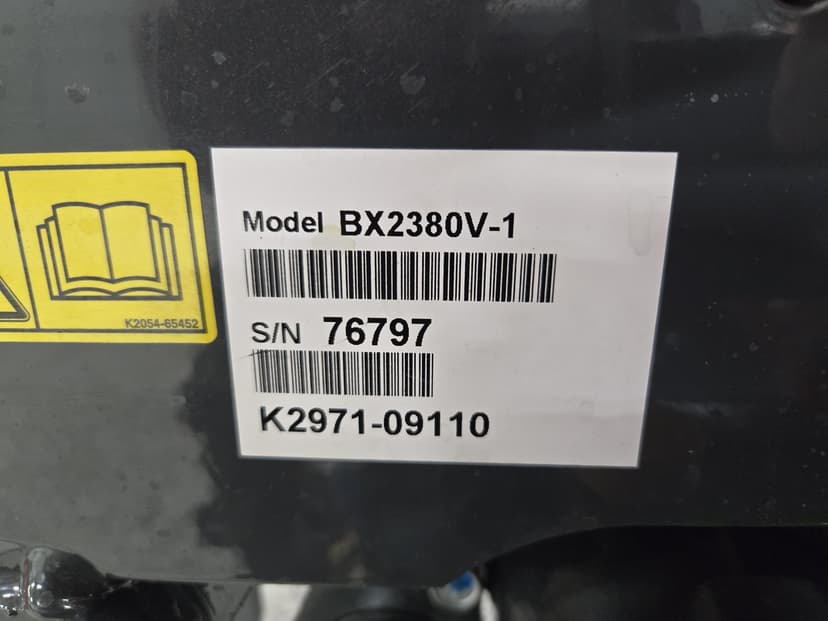 Model BX2380V-1
K2054-65452
S/N 76797
K2971-09110